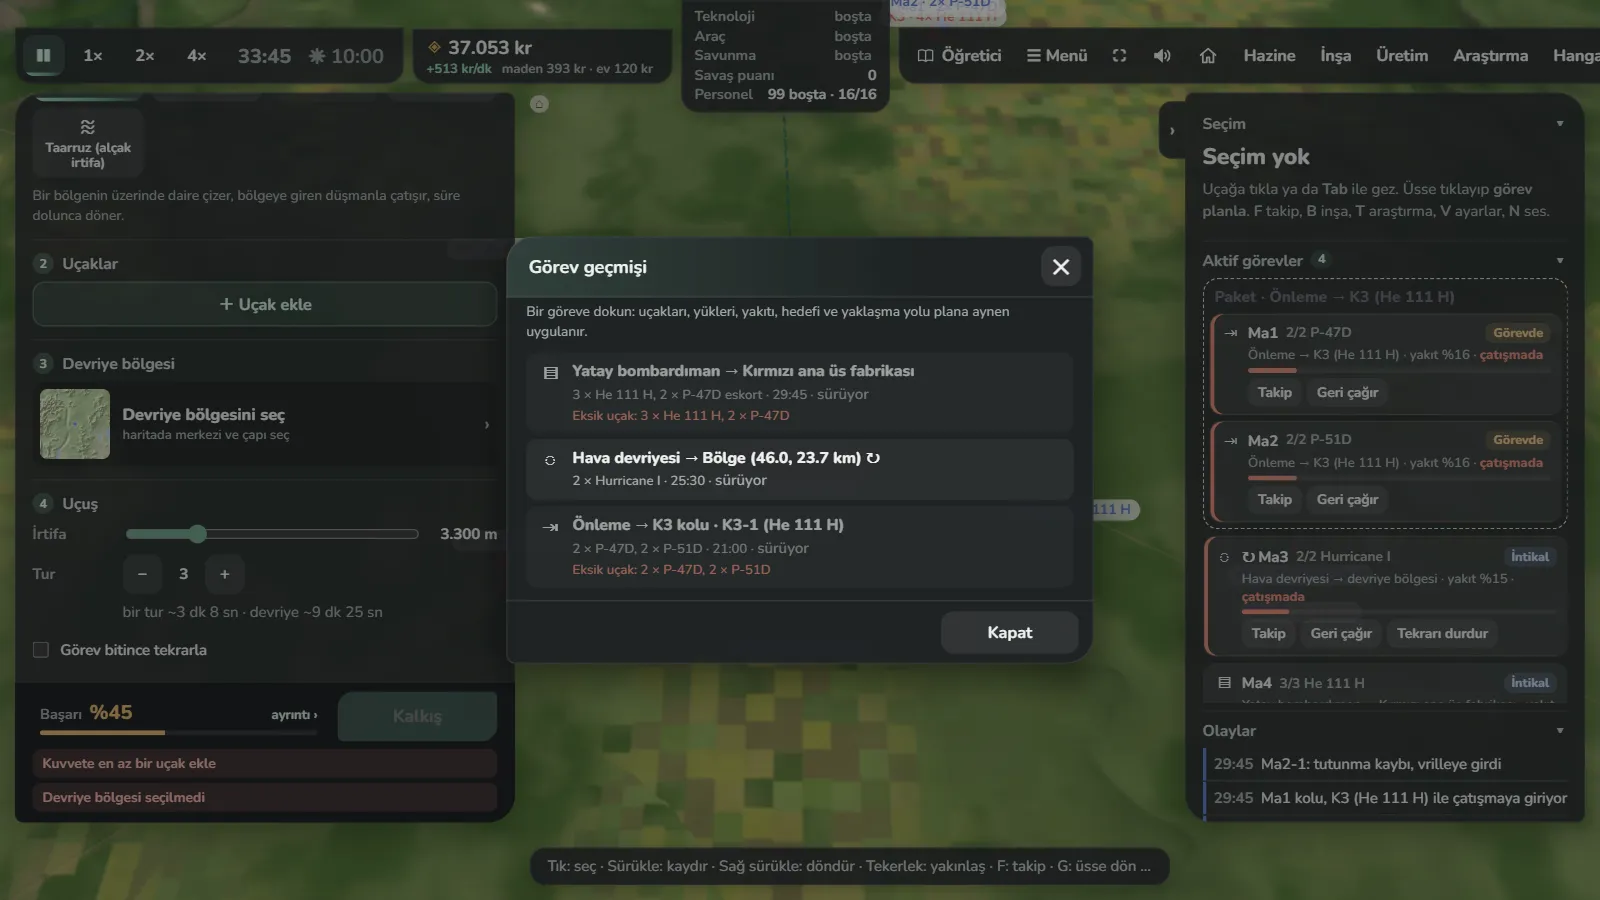 Ma2 · 2× P-51D
K3 · 4× He 111 H
1×
2×
4×
33:45
10:00
37.053 kr
+513 kr/dk maden 393 kr · ev 120 kr
Teknoloji boşta
Araç boşta
Savunma boşta
Savaş puanı 0
Personel 99 boşta · 16/16
Öğretici
Menü
Hazine
İnşa
Üretim
Araştırma
Hanga
Taarruz (alçak
irtifa)
Bir bölgenin üzerinde daire çizer, bölgeye giren düşmanla çatışır, süre
dolunca döner.
2 Uçaklar
+ Uçak ekle
3 Devriye bölgesi
Devriye bölgesini seç
haritada merkezi ve çapı seç
4 Uçuş
İrtifa 3.300 m
Tur − 3 +
bir tur ~3 dk 8 sn · devriye ~9 dk 25 sn
Görev bitince tekrarla
Başarı %45 ayrıntı ›
Kalkış
Kuvvete en az bir uçak ekle
Devriye bölgesi seçilmedi
Görev geçmişi
Bir göreve dokun: uçakları, yükleri, yakıtı, hedefi ve yaklaşma yolu plana aynen
uygulanır.
Yatay bombardıman → Kırmızı ana üs fabrikası
3 × He 111 H, 2 × P-47D eskort · 29:45 · sürüyor
Eksik uçak: 3 × He 111 H, 2 × P-47D
Hava devriyesi → Bölge (46.0, 23.7 km) ↻
2 × Hurricane I · 25:30 · sürüyor
Önleme → K3 kolu · K3-1 (He 111 H)
2 × P-47D, 2 × P-51D · 21:00 · sürüyor
Eksik uçak: 2 × P-47D, 2 × P-51D
Kapat
111 H
Seçim
Seçim yok
Uçağa tıkla ya da Tab ile gez. Üsse tıklayıp görev
planla. F takip, B inşa, T araştırma, V ayarlar, N ses.
Aktif görevler 4
Paket · Önleme → K3 (He 111 H)
Ma1 2/2 P-47D Görevde
Önleme → K3 (He 111 H) · yakıt %16 · çatışmada
Takip Geri çağır
Ma2 2/2 P-51D Görevde
Önleme → K3 (He 111 H) · yakıt %16 · çatışmada
Takip Geri çağır
↻ Ma3 2/2 Hurricane I İntikal
Hava devriyesi → devriye bölgesi · yakıt %15 ·
çatışmada
Takip Geri çağır Tekrarı durdur
Ma4 3/3 He 111 H İntikal
Olaylar
29:45 Ma2-1: tutunma kaybı, vrilleye girdi
29:45 Ma1 kolu, K3 (He 111 H) ile çatışmaya giriyor
Tık: seç · Sürükle: kaydır · Sağ sürükle: döndür · Tekerlek: yakınlaş · F: takip · G: üsse dön ...